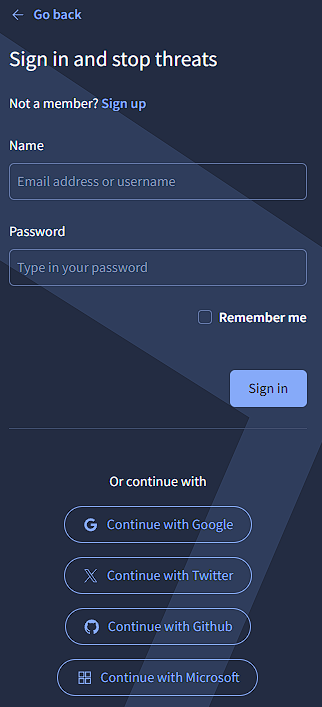 Go back
Sign in and stop threats
Not a member? Sign up
Name
Email address or username
Password
Type in your password
Remember me
Sign in
Or continue with
Continue with Google
Continue with Twitter
Continue with Github
Continue with Microsoft